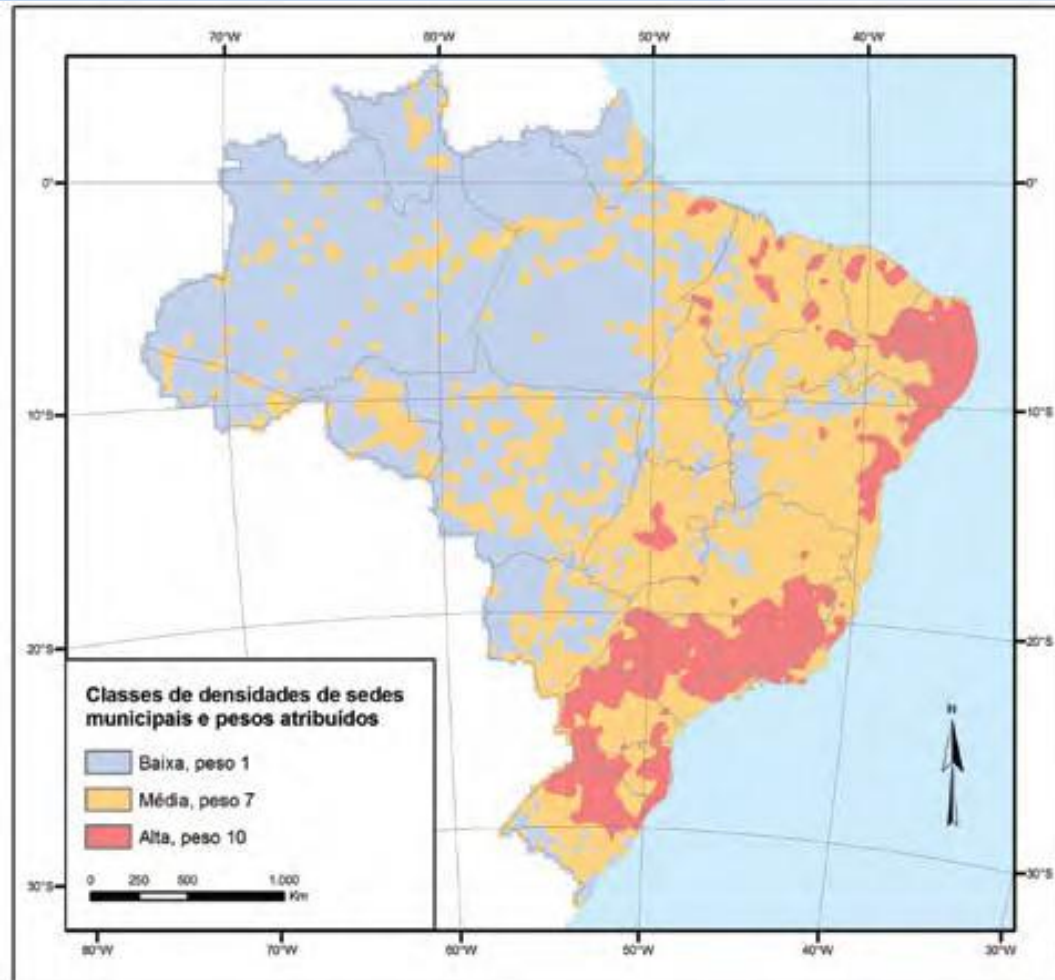 70°W 60°W 50°W 40°W
0° 0°
10°S 10°S
20°S 20°S
N
Classes de densidades de sedes
municipais e pesos atribuídos
Baixa, peso 1
Média, peso 7
Alta, peso 10
0 250 500 1.000
Km
30°S 30°S
80°W 70°W 60°W 50°W 40°W 30°W